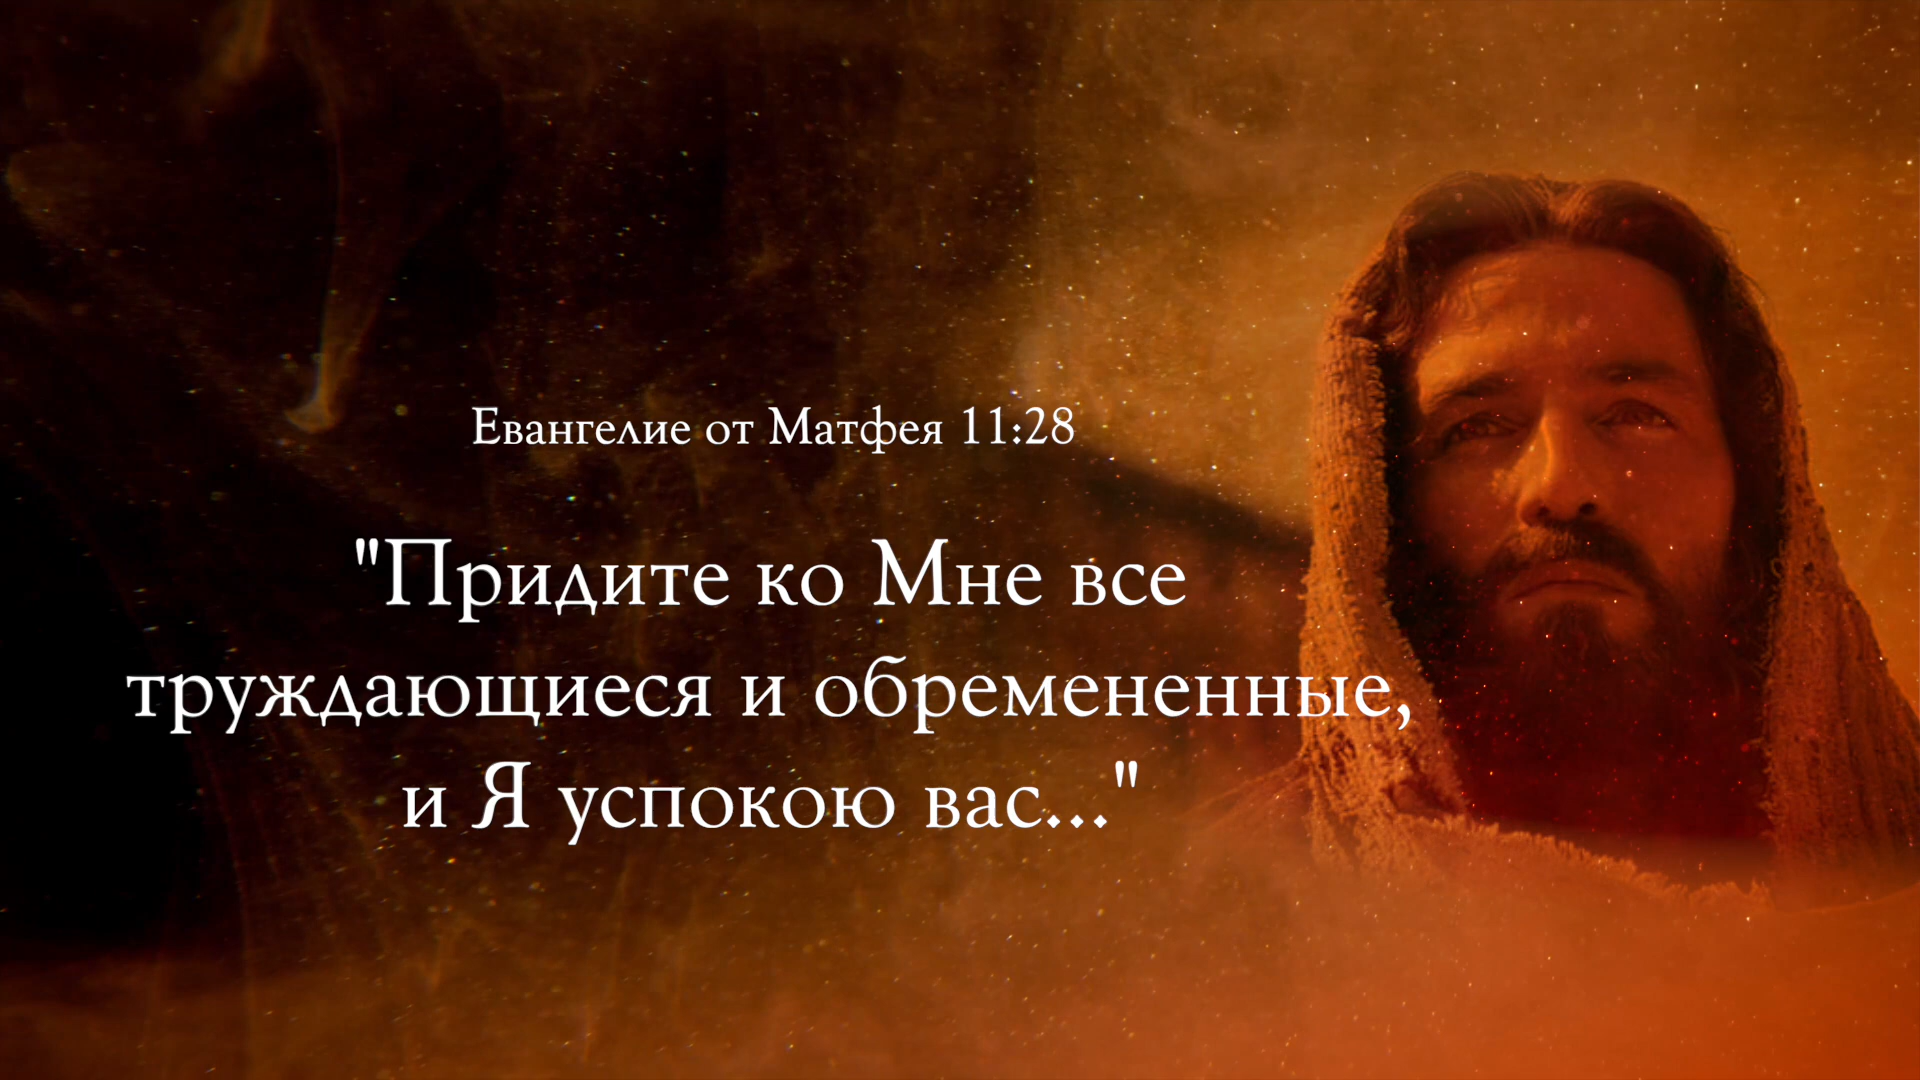 Евангелие от Матфея 11:28
"Придите ко Мне все
труждающиеся и обремененные,
и Я успокою вас..."